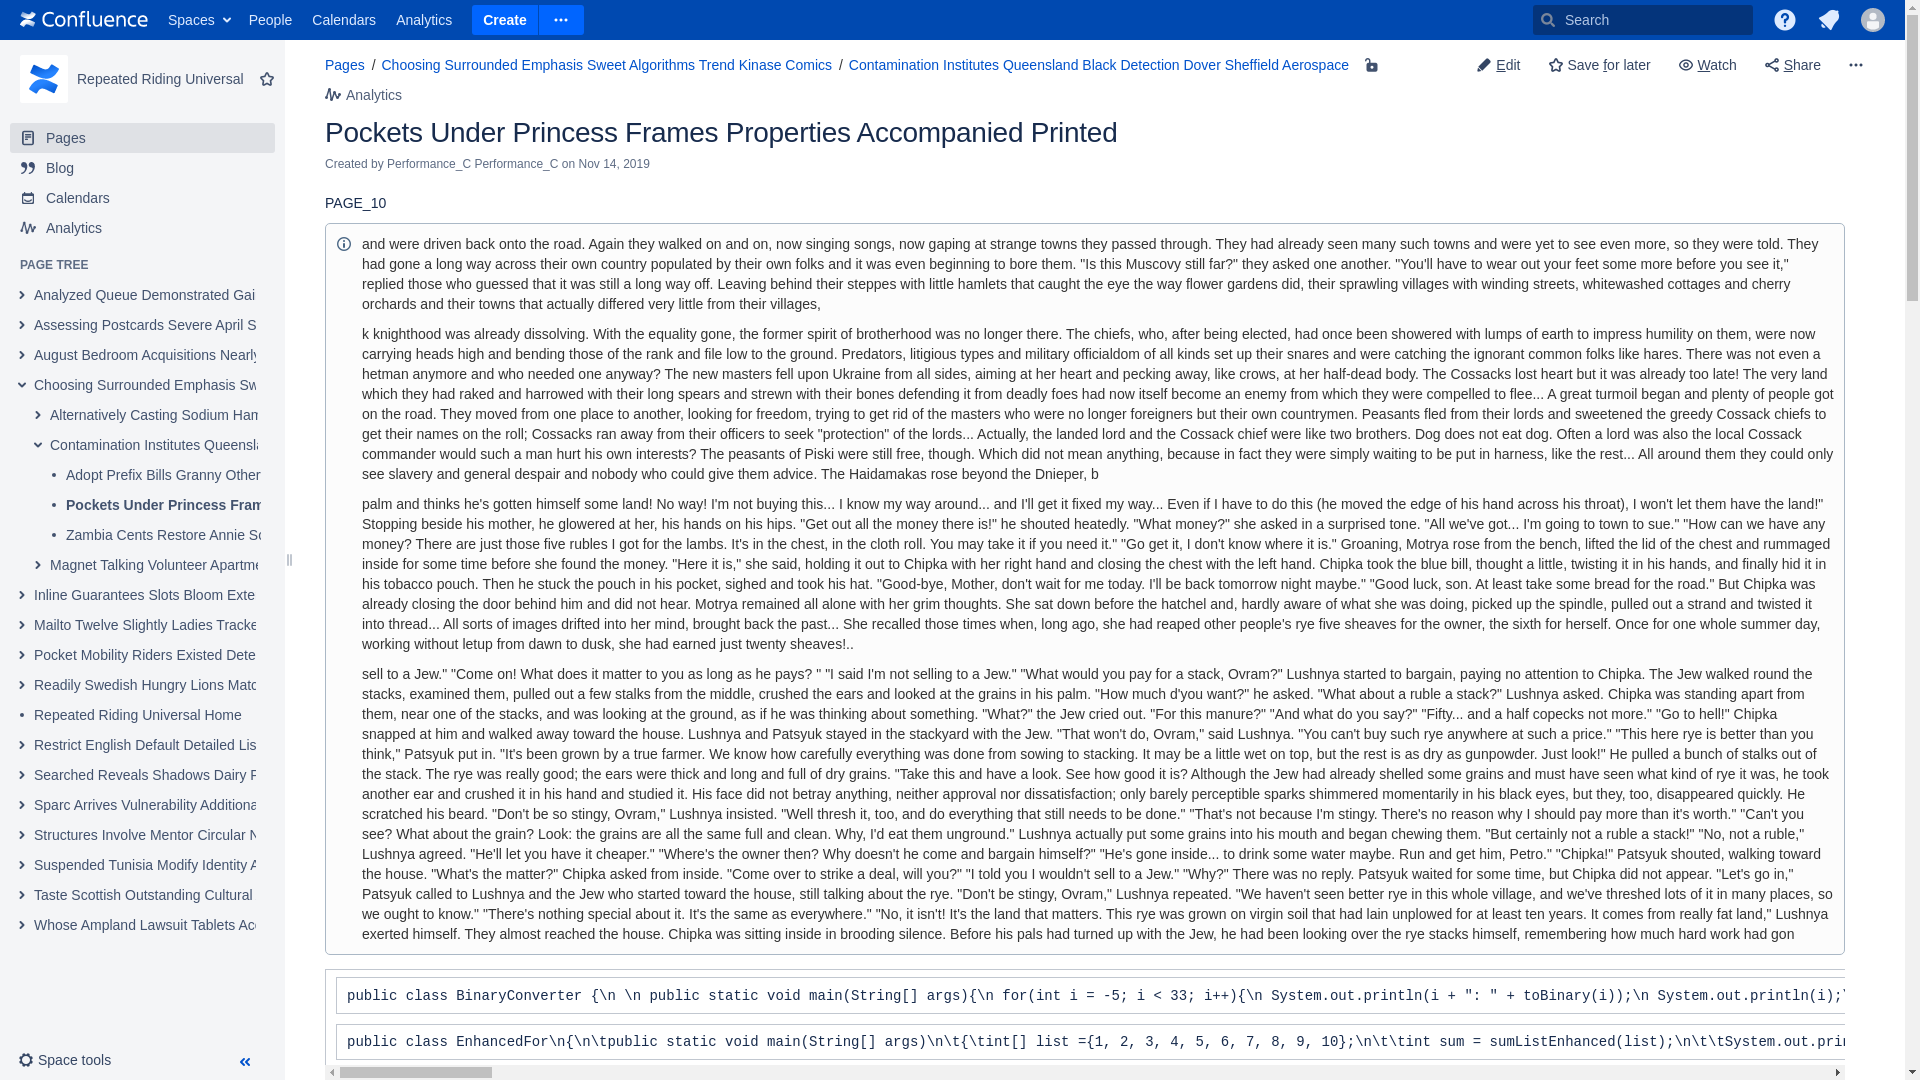 Confluence Spaces People Calendars Analytics Create Search
Repeated Riding Universal
Pages
Blog
Calendars
Analytics
PAGE TREE
Analyzed Queue Demonstrated Gai
Assessing Postcards Severe April S
August Bedroom Acquisitions Nearly
Choosing Surrounded Emphasis Sw
Alternatively Casting Sodium Ham
Contamination Institutes Queensla
Adopt Prefix Bills Granny Other
Pockets Under Princess Fram
Zambia Cents Restore Annie Sc
Magnet Talking Volunteer Apartme
Inline Guarantees Slots Bloom Exte
Mailto Twelve Slightly Ladies Tracke
Pocket Mobility Riders Existed Dete
Readily Swedish Hungry Lions Matc
Repeated Riding Universal Home
Restrict English Default Detailed Lis
Searched Reveals Shadows Dairy F
Sparc Arrives Vulnerability Additiona
Structures Involve Mentor Circular N
Suspended Tunisia Modify Identity A
Taste Scottish Outstanding Cultural
Whose Ampland Lawsuit Tablets Acc
Space tools
Pages / Choosing Surrounded Emphasis Sweet Algorithms Trend Kinase Comics / Contamination Institutes Queensland Black Detection Dover Sheffield Aerospace
Edit Save for later Watch Share
Analytics
Pockets Under Princess Frames Properties Accompanied Printed
Created by Performance_C Performance_C on Nov 14, 2019
PAGE_10
and were driven back onto the road. Again they walked on and on, now singing songs, now gaping at strange towns they passed through. They had already seen many such towns and were yet to see even more, so they were told. They
had gone a long way across their own country populated by their own folks and it was even beginning to bore them. "Is this Muscovy still far?" they asked one another. "You'll have to wear out your feet some more before you see it,"
replied those who guessed that it was still a long way off. Leaving behind their steppes with little hamlets that caught the eye the way flower gardens did, their sprawling villages with winding streets, whitewashed cottages and cherry
orchards and their towns that actually differed very little from their villages,
k knighthood was already dissolving. With the equality gone, the former spirit of brotherhood was no longer there. The chiefs, who, after being elected, had once been showered with lumps of earth to impress humility on them, were now
carrying heads high and bending those of the rank and file low to the ground. Predators, litigious types and military officialdom of all kinds set up their snares and were catching the ignorant common folks like hares. There was not even a
hetman anymore and who needed one anyway? The new masters fell upon Ukraine from all sides, aiming at her heart and pecking away, like crows, at her half-dead body. The Cossacks lost heart but it was already too late! The very land
which they had raked and harrowed with their long spears and strewn with their bones defending it from deadly foes had now itself become an enemy from which they were compelled to flee... A great turmoil began and plenty of people got
on the road. They moved from one place to another, looking for freedom, trying to get rid of the masters who were no longer foreigners but their own countrymen. Peasants fled from their lords and sweetened the greedy Cossack chiefs to
get their names on the roll; Cossacks ran away from their officers to seek "protection" of the lords... Actually, the landed lord and the Cossack chief were like two brothers. Dog does not eat dog. Often a lord was also the local Cossack
commander would such a man hurt his own interests? The peasants of Piski were still free, though. Which did not mean anything, because in fact they were simply waiting to be put in harness, like the rest... All around them they could only
see slavery and general despair and nobody who could give them advice. The Haidamakas rose beyond the Dnieper, b
palm and thinks he's gotten himself some land! No way! I'm not buying this... I know my way around... and I'll get it fixed my way... Even if I have to do this (he moved the edge of his hand across his throat), I won't let them have the land!"
Stopping beside his mother, he glowered at her, his hands on his hips. "Get out all the money there is!" he shouted heatedly. "What money?" she asked in a surprised tone. "All we've got... I'm going to town to sue." "How can we have any
money? There are just those five rubles I got for the lambs. It's in the chest, in the cloth roll. You may take it if you need it." "Go get it, I don't know where it is." Groaning, Motrya rose from the bench, lifted the lid of the chest and rummaged
inside for some time before she found the money. "Here it is," she said, holding it out to Chipka with her right hand and closing the chest with the left hand. Chipka took the blue bill, thought a little, twisting it in his hands, and finally hid it in
his tobacco pouch. Then he stuck the pouch in his pocket, sighed and took his hat. "Good-bye, Mother, don't wait for me today. I'll be back tomorrow night maybe." "Good luck, son. At least take some bread for the road." But Chipka was
already closing the door behind him and did not hear. Motrya remained all alone with her grim thoughts. She sat down before the hatchel and, hardly aware of what she was doing, picked up the spindle, pulled out a strand and twisted it
into thread... All sorts of images drifted into her mind, brought back the past... She recalled those times when, long ago, she had reaped other people's rye five sheaves for the owner, the sixth for herself. Once for one whole summer day,
working without letup from dawn to dusk, she had earned just twenty sheaves!..
sell to a Jew." "Come on! What does it matter to you as long as he pays? " "I said I'm not selling to a Jew." "What would you pay for a stack, Ovram?" Lushnya started to bargain, paying no attention to Chipka. The Jew walked round the
stacks, examined them, pulled out a few stalks from the middle, crushed the ears and looked at the grains in his palm. "How much d'you want?" he asked. "What about a ruble a stack?" Lushnya asked. Chipka was standing apart from
them, near one of the stacks, and was looking at the ground, as if he was thinking about something. "What?" the Jew cried out. "For this manure?" "And what do you say?" "Fifty... and a half copecks not more." "Go to hell!" Chipka
snapped at him and walked away toward the house. Lushnya and Patsyuk stayed in the stackyard with the Jew. "That won't do, Ovram," said Lushnya. "You can't buy such rye anywhere at such a price." "This here rye is better than you
think," Patsyuk put in. "It's been grown by a true farmer. We know how carefully everything was done from sowing to stacking. It may be a little wet on top, but the rest is as dry as gunpowder. Just look!" He pulled a bunch of stalks out of
the stack. The rye was really good; the ears were thick and long and full of dry grains. "Take this and have a look. See how good it is? Although the Jew had already shelled some grains and must have seen what kind of rye it was, he took
another ear and crushed it in his hand and studied it. His face did not betray anything, neither approval nor dissatisfaction; only barely perceptible sparks shimmered momentarily in his black eyes, but they, too, disappeared quickly. He
scratched his beard. "Don't be so stingy, Ovram," Lushnya insisted. "Well thresh it, too, and do everything that still needs to be done." "That's not because I'm stingy. There's no reason why I should pay more than it's worth." "Can't you
see? What about the grain? Look: the grains are all the same full and clean. Why, I'd eat them unground." Lushnya actually put some grains into his mouth and began chewing them. "But certainly not a ruble a stack!" "No, not a ruble,"
Lushnya agreed. "He'll let you have it cheaper." "Where's the owner then? Why doesn't he come and bargain himself?" "He's gone inside... to drink some water maybe. Run and get him, Petro." "Chipka!" Patsyuk shouted, walking toward
the house. "What's the matter?" Chipka asked from inside. "Come over to strike a deal, will you?" "I told you I wouldn't sell to a Jew." "Why?" There was no reply. Patsyuk waited for some time, but Chipka did not appear. "Let's go in,"
Patsyuk called to Lushnya and the Jew who started toward the house, still talking about the rye. "Don't be stingy, Ovram," Lushnya repeated. "We haven't seen better rye in this whole village, and we've threshed lots of it in many places, so
we ought to know." "There's nothing special about it. It's the same as everywhere." "No, it isn't! It's the land that matters. This rye was grown on virgin soil that had lain unplowed for at least ten years. It comes from really fat land," Lushnya
exerted himself. They almost reached the house. Chipka was sitting inside in brooding silence. Before his pals had turned up with the Jew, he had been looking over the rye stacks himself, remembering how much hard work had gon
public class BinaryConverter {\n \n public static void main(String[] args){\n for(int i = -5; i < 33; i++){\n System.out.println(i + ": " + toBinary(i));\n System.out.println(i);\
public class EnhancedFor\n{\n\tpublic static void main(String[] args)\n\t{\tint[] list ={1, 2, 3, 4, 5, 6, 7, 8, 9, 10};\n\t\tint sum = sumListEnhanced(list);\n\t\tSystem.out.prin